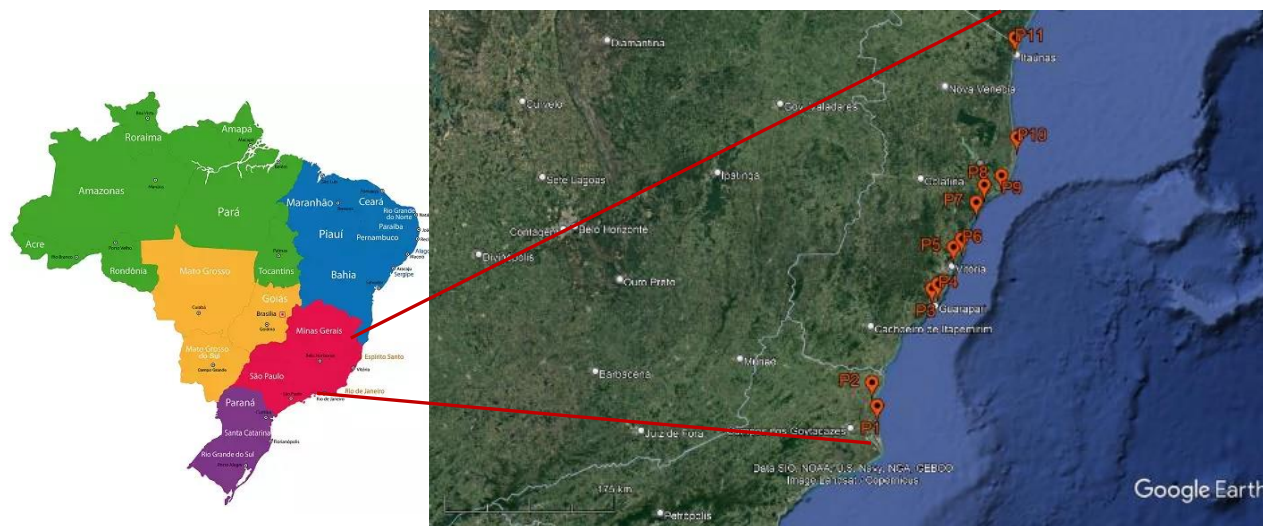 Roraima
Amapá
Amazonas
Pará
Maranhão
Ceará
Rio Grande
do Norte
Paraíba
Pernambuco
Piauí
Acre
Rondônia
Tocantins
Mato Grosso
Bahia
Sergipe
Goiás
Brasília
Mato Grosso
do Sul
Minas Gerais
Espírito Santo
São Paulo
Rio de Janeiro
Paraná
Santa Catarina
Rio Grande do Sul
Diamantina
P11
Itaúnas
Nova Venecia
Curvelo
Gov. Valadares
P10
Sete Lagoas
Ipatinga
Colatina
P8
P9
P7
Contagem
Belo Horizonte
P6
P5
Divinópolis
Vitória
Ouro Preto
P4
P3
Guarapari
Cachoeiro de Itapemirim
Muriaé
Barbacena
P2
P1
Juiz de Fora
Campos dos Goytacazes
Data SIO, NOAA, U.S. Navy, NGA, GEBCO
Image Landsat / Copernicus
175 km
Google Earth
Petrópolis